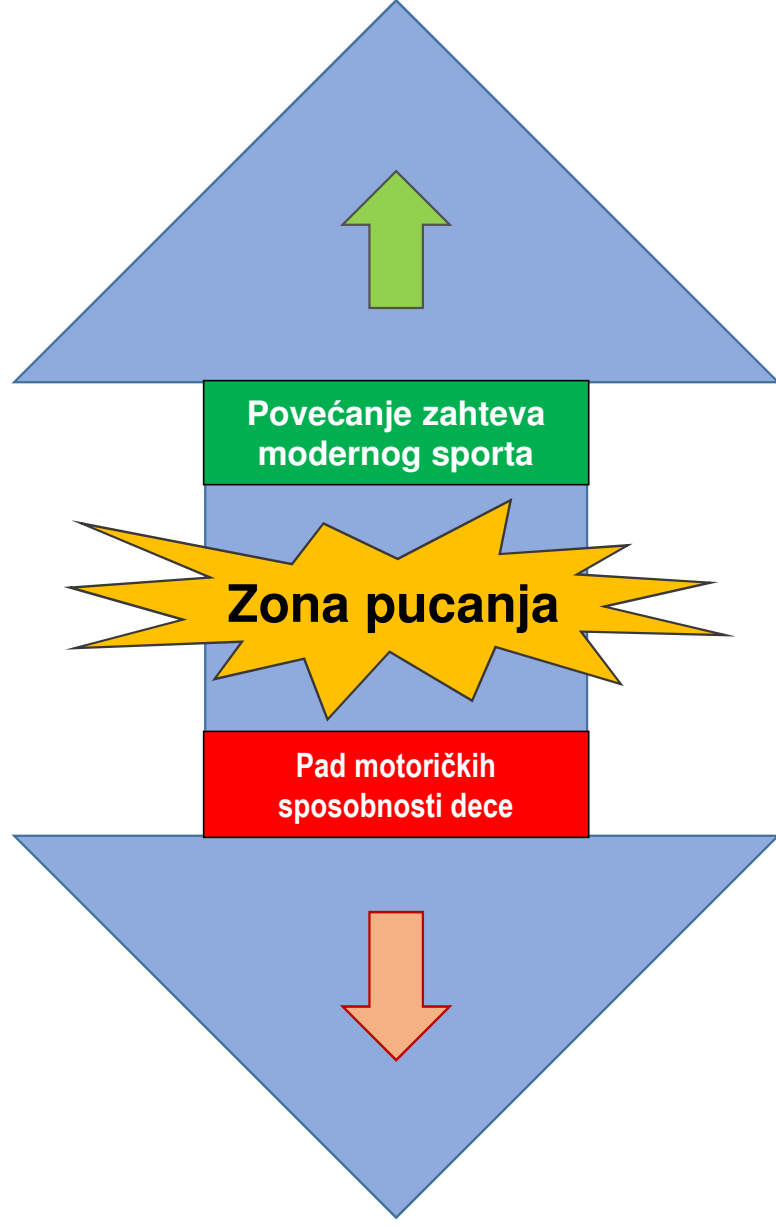 Povećanje zahteva
modernog sporta
Zona pucanja
Pad motoričkih
sposobnosti dece